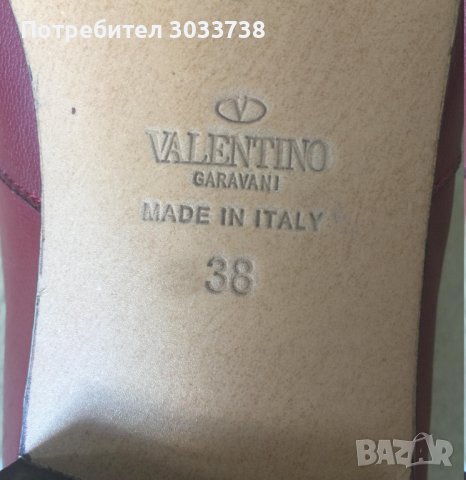 Потребител 3033738
V
VALENTINO
GARAVANI
MADE IN ITALY
38
BAZAR